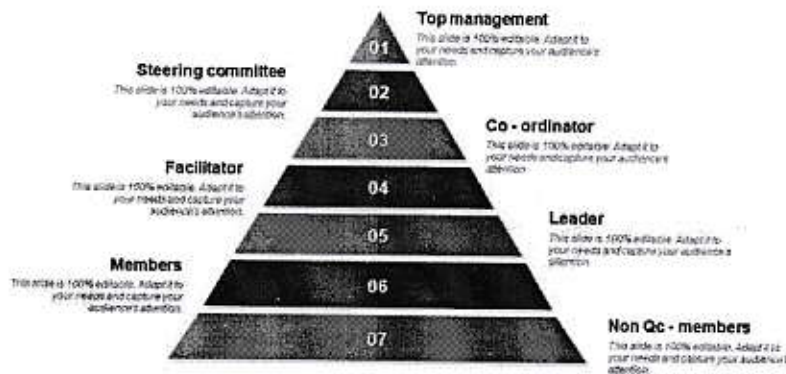 Top management
This slide is 100% editable. Adapt it to
your needs and capture your audience's
attention.
01
Steering committee
This slide is 100% editable. Adapt it to
your needs and capture your
audience's attention.
02
Co - ordinator
This slide is 100% editable. Adapt it to
your needs and capture your audience's
attention.
03
Facilitator
This slide is 100% editable. Adapt it to
your needs and capture your
audience's attention.
04
Leader
This slide is 100% editable. Adapt it to
your needs and capture your audience's
attention.
05
Members
This slide is 100% editable. Adapt it to
your needs and capture your
audience's attention.
06
Non Qc - members
This slide is 100% editable. Adapt it to
your needs and capture your audience's
attention.
07